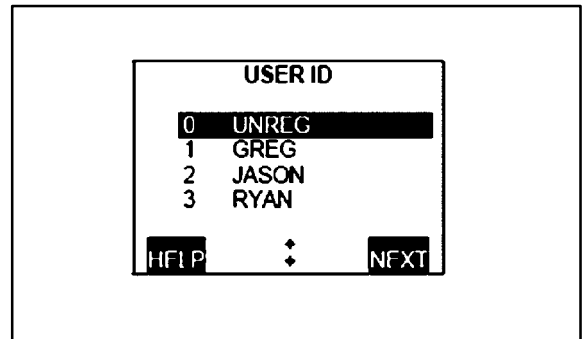 USER ID
0 UNREG
1 GREG
2 JASON
3 RYAN
HELP NEXT